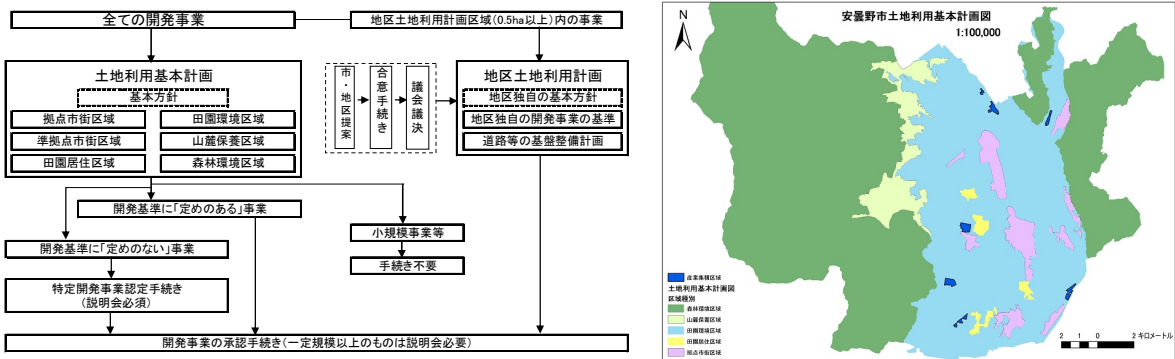 全ての開発事業
地区土地利用計画区域(0.5ha以上)内の事業
土地利用基本計画
基本方針
拠点市街区域
田園環境区域
準拠点市街区域
山麓保養区域
田園居住区域
森林環境区域
市・地区提案
合意手続き
議会議決
地区土地利用計画
地区独自の基本方針
地区独自の開発事業の基準
道路等の基盤整備計画
開発基準に「定めのある」事業
小規模事業等
開発基準に「定めのない」事業
手続き不要
特定開発事業認定手続き
(説明会必須)
開発事業の承認手続き(一定規模以上のものは説明会必要)
N
安曇野市土地利用基本計画図
1:100,000
産業集積区域
土地利用基本計画図
区域種別
森林環境区域
山麓保養区域
田園環境区域
田園居住区域
拠点市街区域
2 1 0 2 キロメートル